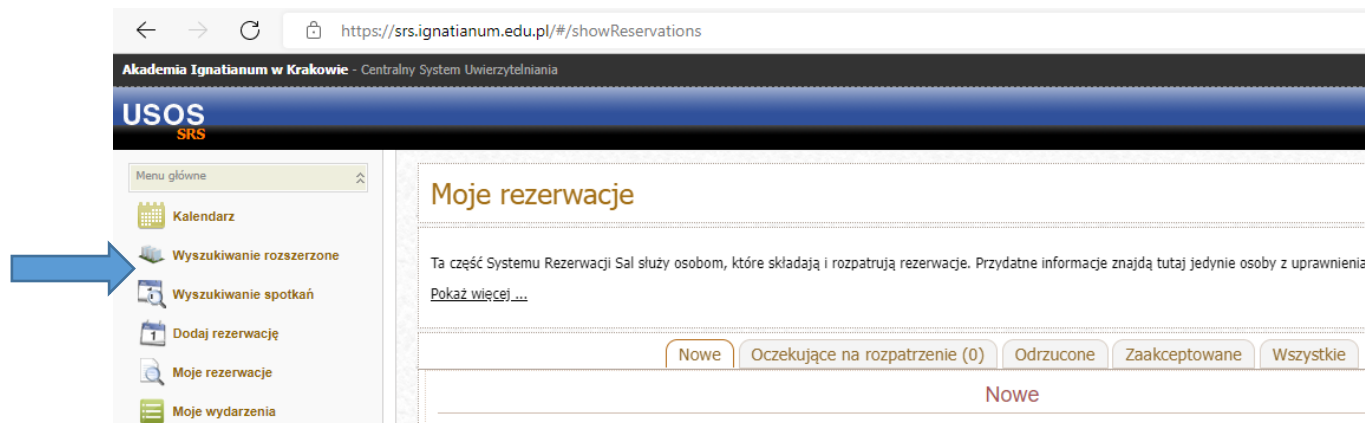 https://srs.ignatianum.edu.pl/#/showReservations
Akademia Ignatianum w Krakowie - Centralny System Uwierzytelniania
USOS
SRS
Menu główne
Kalendarz
Wyszukiwanie rozszerzone
Wyszukiwanie spotkań
Dodaj rezerwację
Moje rezerwacje
Moje wydarzenia
Moje rezerwacje
Ta część Systemu Rezerwacji Sal służy osobom, które składają i rozpatrują rezerwacje. Przydatne informacje znajdą tutaj jedynie osoby z uprawnienia
Pokaż więcej ...
Nowe Oczekujące na rozpatrzenie (0) Odrzucone Zaakceptowane Wszystkie
Nowe